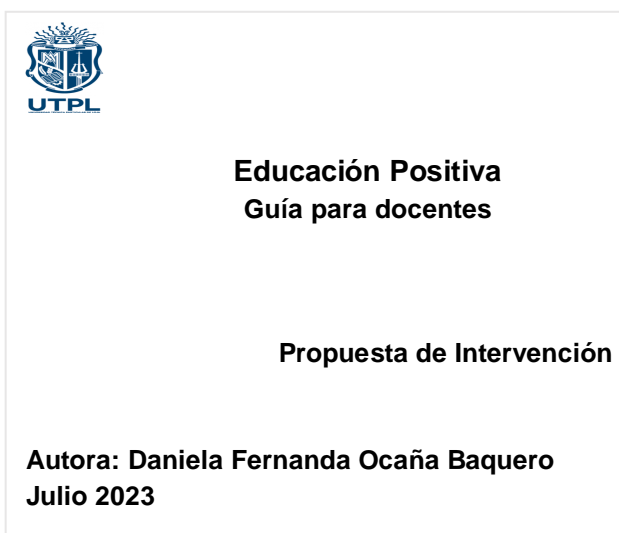 UTPL
Educación Positiva
Guía para docentes
Propuesta de Intervención
Autora: Daniela Fernanda Ocaña Baquero
Julio 2023